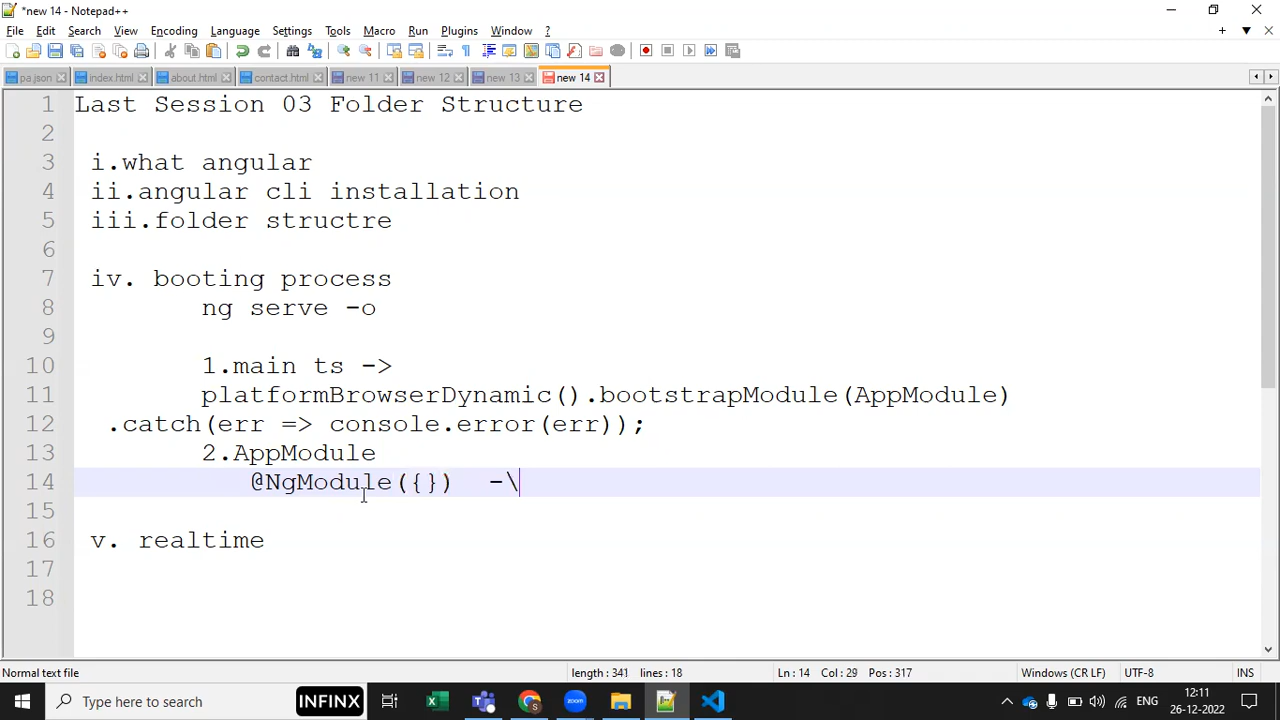 *new 14 - Notepad++
File Edit Search View Encoding Language Settings Tools Macro Run Plugins Window ?
pa.json index.html about.html contact.html new 11 new 12 new 13 new 14
1 Last Session 03 Folder Structure
2
3 i.what angular
4 ii.angular cli installation
5 iii.folder structre
6
7 iv. booting process
8 ng serve -o
9
10 1.main ts ->
11 platformBrowserDynamic().bootstrapModule(AppModule)
12 .catch(err => console.error(err));
13 2.AppModule
14 @NgModule({}) -\
15
16 v. realtime
17
18
Normal text file length : 341 lines : 18 Ln : 14 Col : 29 Pos : 317 Windows (CR LF) UTF-8 INS
Type here to search INFINX zoom ENG 12:11
26-12-2022